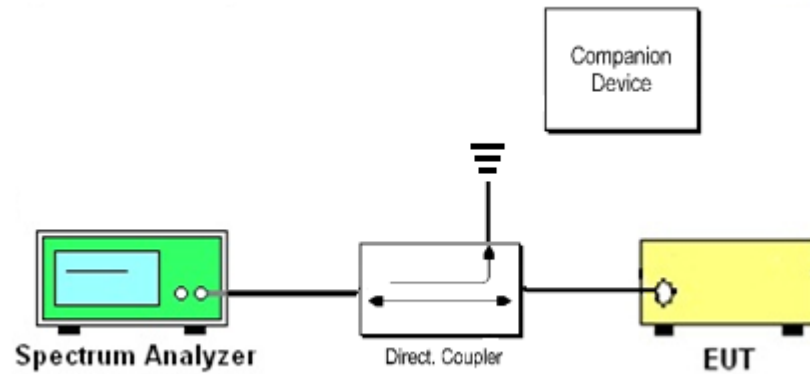 Companion
Device
Spectrum Analyzer
Direct. Coupler
EUT